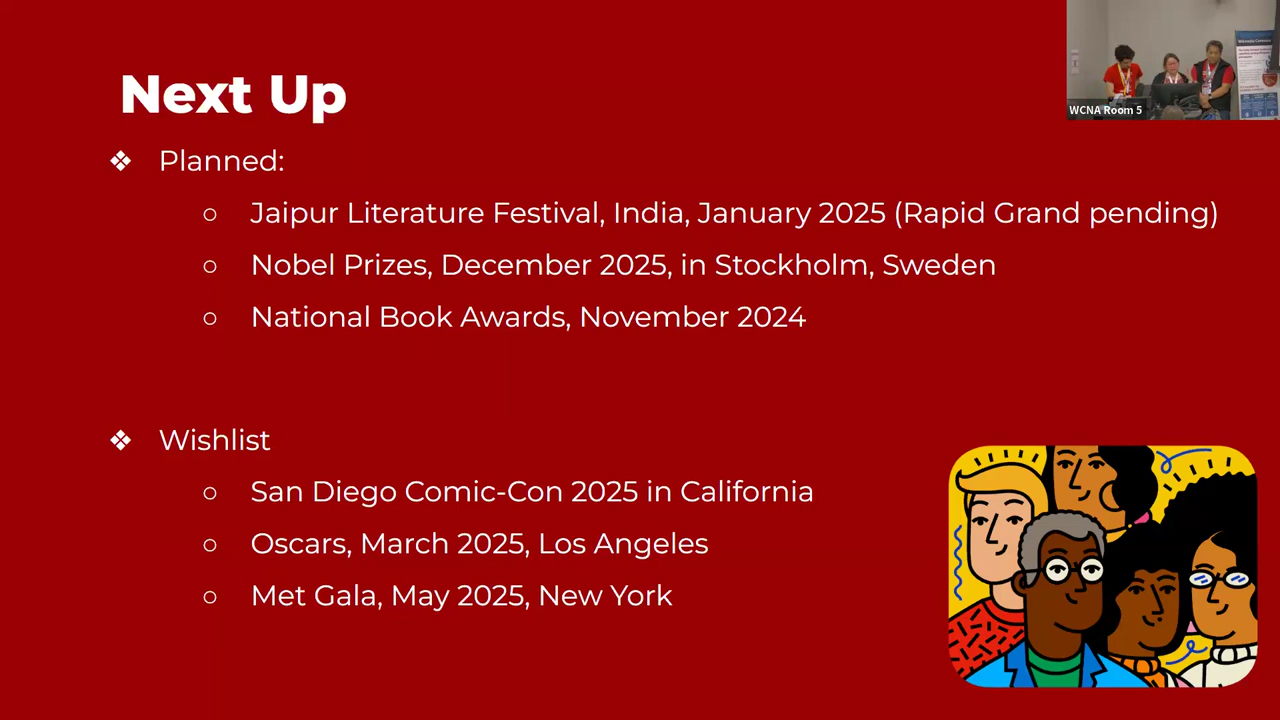 Next Up
❖ Planned:
○ Jaipur Literature Festival, India, January 2025 (Rapid Grand pending)
○ Nobel Prizes, December 2025, in Stockholm, Sweden
○ National Book Awards, November 2024
❖ Wishlist
○ San Diego Comic-Con 2025 in California
○ Oscars, March 2025, Los Angeles
○ Met Gala, May 2025, New York
WCNA Room 5